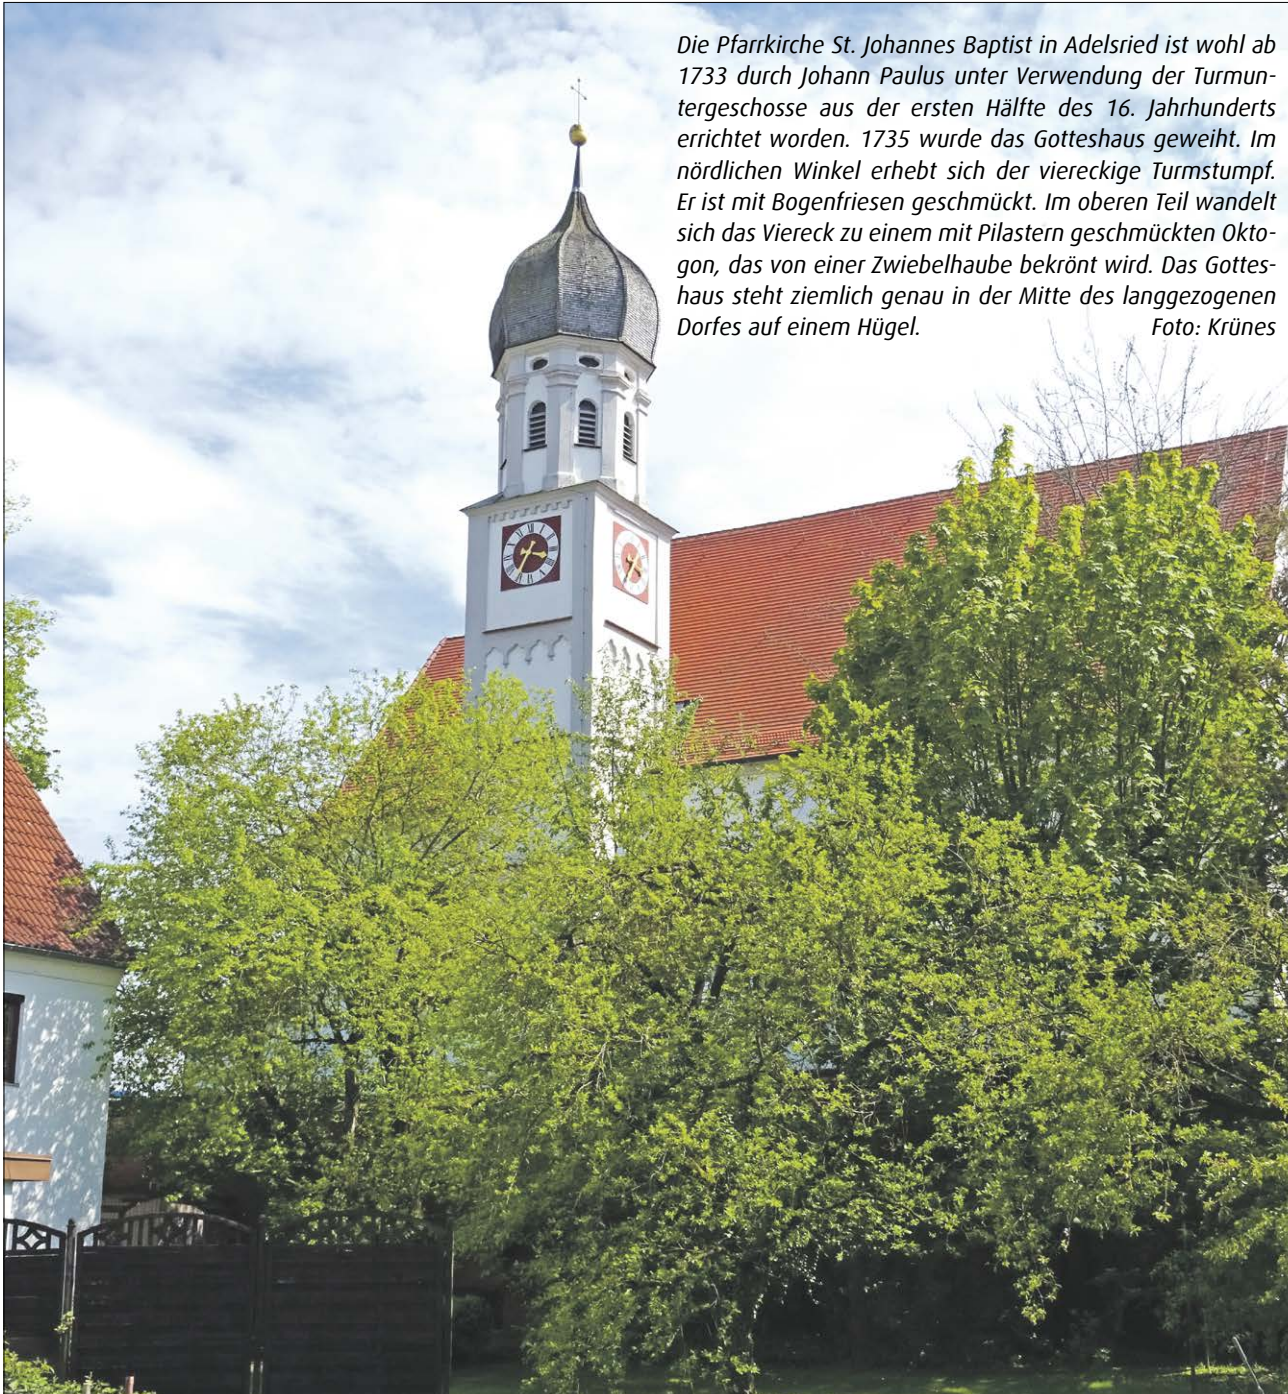 Die Pfarrkirche St. Johannes Baptist in Adelsried ist wohl ab
1733 durch Johann Paulus unter Verwendung der Turmun-
tergeschosse aus der ersten Hälfte des 16. Jahrhunderts
errichtet worden. 1735 wurde das Gotteshaus geweiht. Im
nördlichen Winkel erhebt sich der viereckige Turmstumpf.
Er ist mit Bogenfriesen geschmückt. Im oberen Teil wandelt
sich das Viereck zu einem mit Pilastern geschmückten Okto-
gon, das von einer Zwiebelhaube bekrönt wird. Das Gottes-
haus steht ziemlich genau in der Mitte des langgezogenen
Dorfes auf einem Hügel. Foto: Krünes